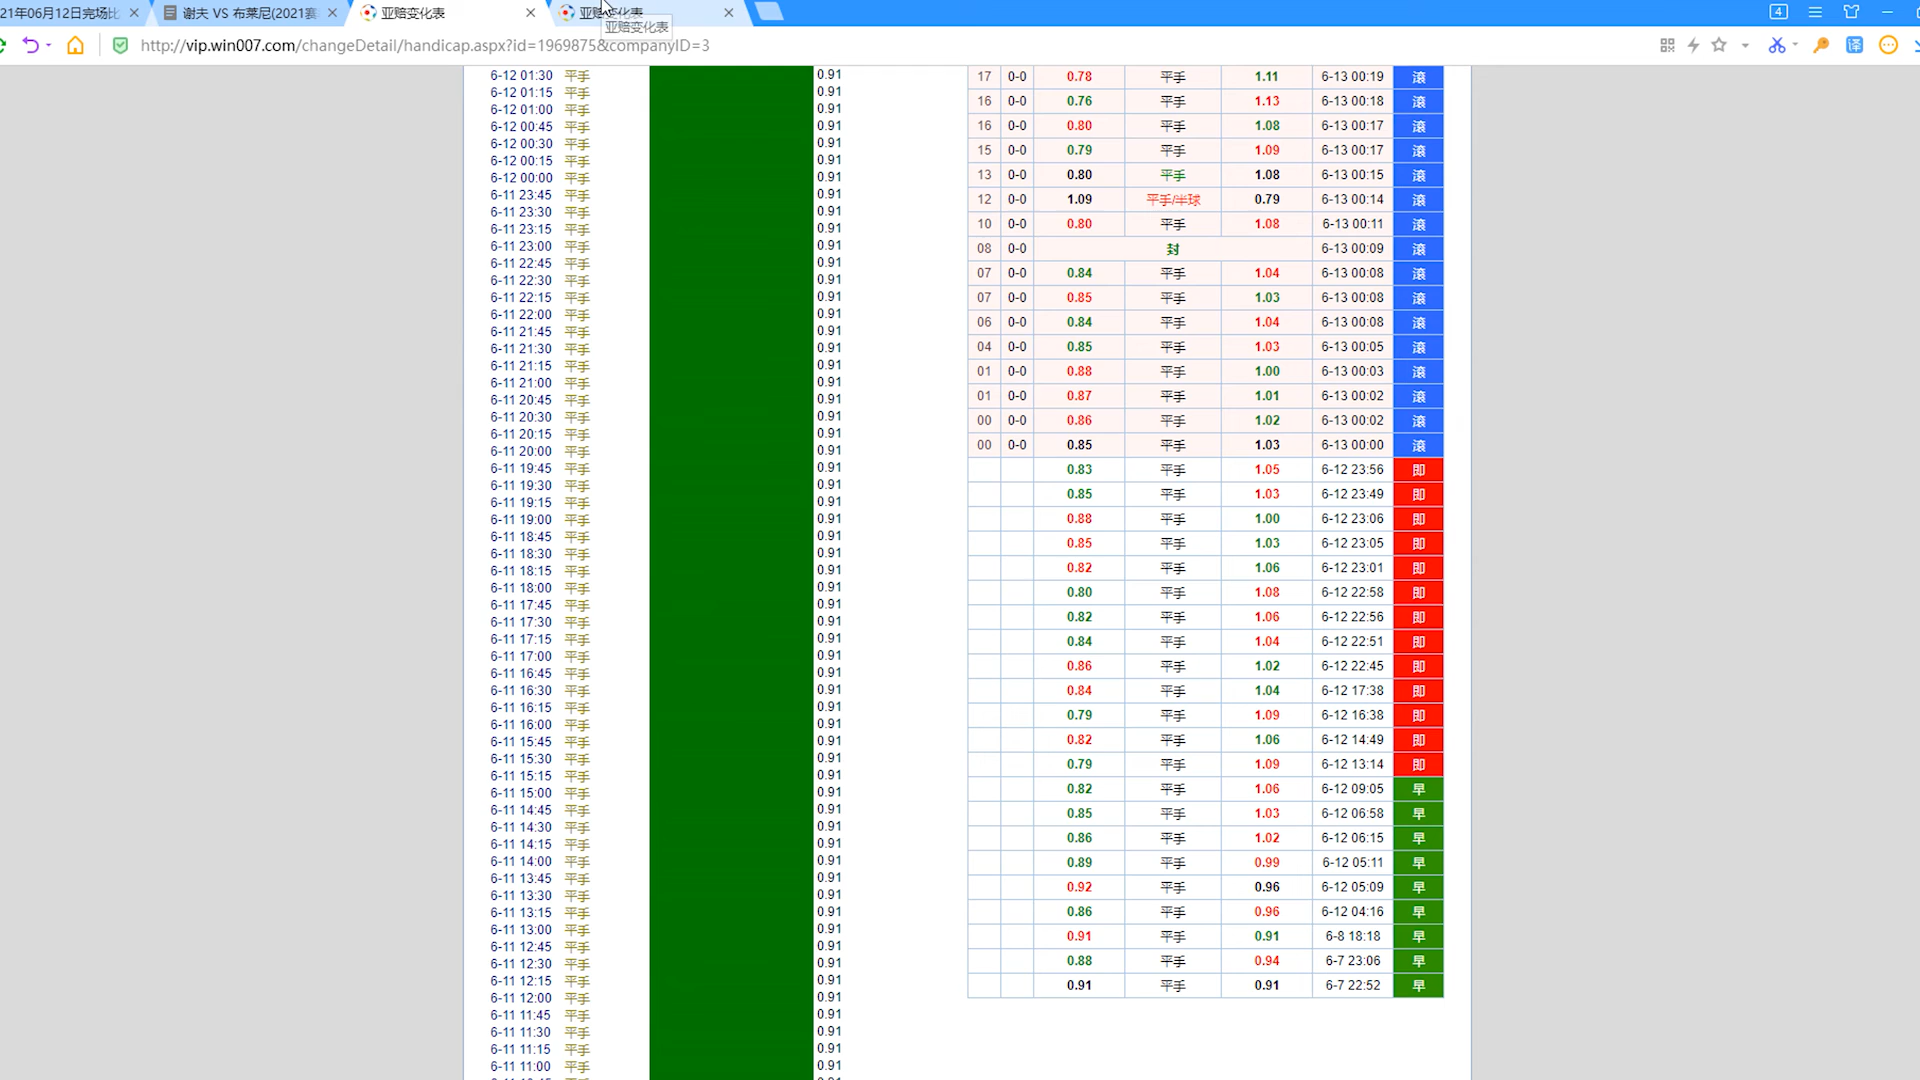 21年06月12日完场比
谢夫 VS 布莱尼(2021赛
亚赔变化表
亚赔变化表
4
亚赔变化表
http://vip.win007.com/changeDetail/handicap.aspx?id=1969875&companyID=3
译
6-12 01:30 平手 0.91
6-12 01:15 平手 0.91
6-12 01:00 平手 0.91
6-12 00:45 平手 0.91
6-12 00:30 平手 0.91
6-12 00:15 平手 0.91
6-12 00:00 平手 0.91
6-11 23:45 平手 0.91
6-11 23:30 平手 0.91
6-11 23:15 平手 0.91
6-11 23:00 平手 0.91
6-11 22:45 平手 0.91
6-11 22:30 平手 0.91
6-11 22:15 平手 0.91
6-11 22:00 平手 0.91
6-11 21:45 平手 0.91
6-11 21:30 平手 0.91
6-11 21:15 平手 0.91
6-11 21:00 平手 0.91
6-11 20:45 平手 0.91
6-11 20:30 平手 0.91
6-11 20:15 平手 0.91
6-11 20:00 平手 0.91
6-11 19:45 平手 0.91
6-11 19:30 平手 0.91
6-11 19:15 平手 0.91
6-11 19:00 平手 0.91
6-11 18:45 平手 0.91
6-11 18:30 平手 0.91
6-11 18:15 平手 0.91
6-11 18:00 平手 0.91
6-11 17:45 平手 0.91
6-11 17:30 平手 0.91
6-11 17:15 平手 0.91
6-11 17:00 平手 0.91
6-11 16:45 平手 0.91
6-11 16:30 平手 0.91
6-11 16:15 平手 0.91
6-11 16:00 平手 0.91
6-11 15:45 平手 0.91
6-11 15:30 平手 0.91
6-11 15:15 平手 0.91
6-11 15:00 平手 0.91
6-11 14:45 平手 0.91
6-11 14:30 平手 0.91
6-11 14:15 平手 0.91
6-11 14:00 平手 0.91
6-11 13:45 平手 0.91
6-11 13:30 平手 0.91
6-11 13:15 平手 0.91
6-11 13:00 平手 0.91
6-11 12:45 平手 0.91
6-11 12:30 平手 0.91
6-11 12:15 平手 0.91
6-11 12:00 平手 0.91
6-11 11:45 平手 0.91
6-11 11:30 平手 0.91
6-11 11:15 平手 0.91
6-11 11:00 平手 0.91
17 0-0 0.78 平手 1.11 6-13 00:19 滚
16 0-0 0.76 平手 1.13 6-13 00:18 滚
16 0-0 0.80 平手 1.08 6-13 00:17 滚
15 0-0 0.79 平手 1.09 6-13 00:17 滚
13 0-0 0.80 平手 1.08 6-13 00:15 滚
12 0-0 1.09 平手/半球 0.79 6-13 00:14 滚
10 0-0 0.80 平手 1.08 6-13 00:11 滚
08 0-0 封 6-13 00:09 滚
07 0-0 0.84 平手 1.04 6-13 00:08 滚
07 0-0 0.85 平手 1.03 6-13 00:08 滚
06 0-0 0.84 平手 1.04 6-13 00:08 滚
04 0-0 0.85 平手 1.03 6-13 00:05 滚
01 0-0 0.88 平手 1.00 6-13 00:03 滚
01 0-0 0.87 平手 1.01 6-13 00:02 滚
00 0-0 0.86 平手 1.02 6-13 00:02 滚
00 0-0 0.85 平手 1.03 6-13 00:00 滚
0.83 平手 1.05 6-12 23:56 即
0.85 平手 1.03 6-12 23:49 即
0.88 平手 1.00 6-12 23:06 即
0.85 平手 1.03 6-12 23:05 即
0.82 平手 1.06 6-12 23:01 即
0.80 平手 1.08 6-12 22:58 即
0.82 平手 1.06 6-12 22:56 即
0.84 平手 1.04 6-12 22:51 即
0.86 平手 1.02 6-12 22:45 即
0.84 平手 1.04 6-12 17:38 即
0.79 平手 1.09 6-12 16:38 即
0.82 平手 1.06 6-12 14:49 即
0.79 平手 1.09 6-12 13:14 即
0.82 平手 1.06 6-12 09:05 早
0.85 平手 1.03 6-12 06:58 早
0.86 平手 1.02 6-12 06:15 早
0.89 平手 0.99 6-12 05:11 早
0.92 平手 0.96 6-12 05:09 早
0.86 平手 0.96 6-12 04:16 早
0.91 平手 0.91 6-8 18:18 早
0.88 平手 0.94 6-7 23:06 早
0.91 平手 0.91 6-7 22:52 早